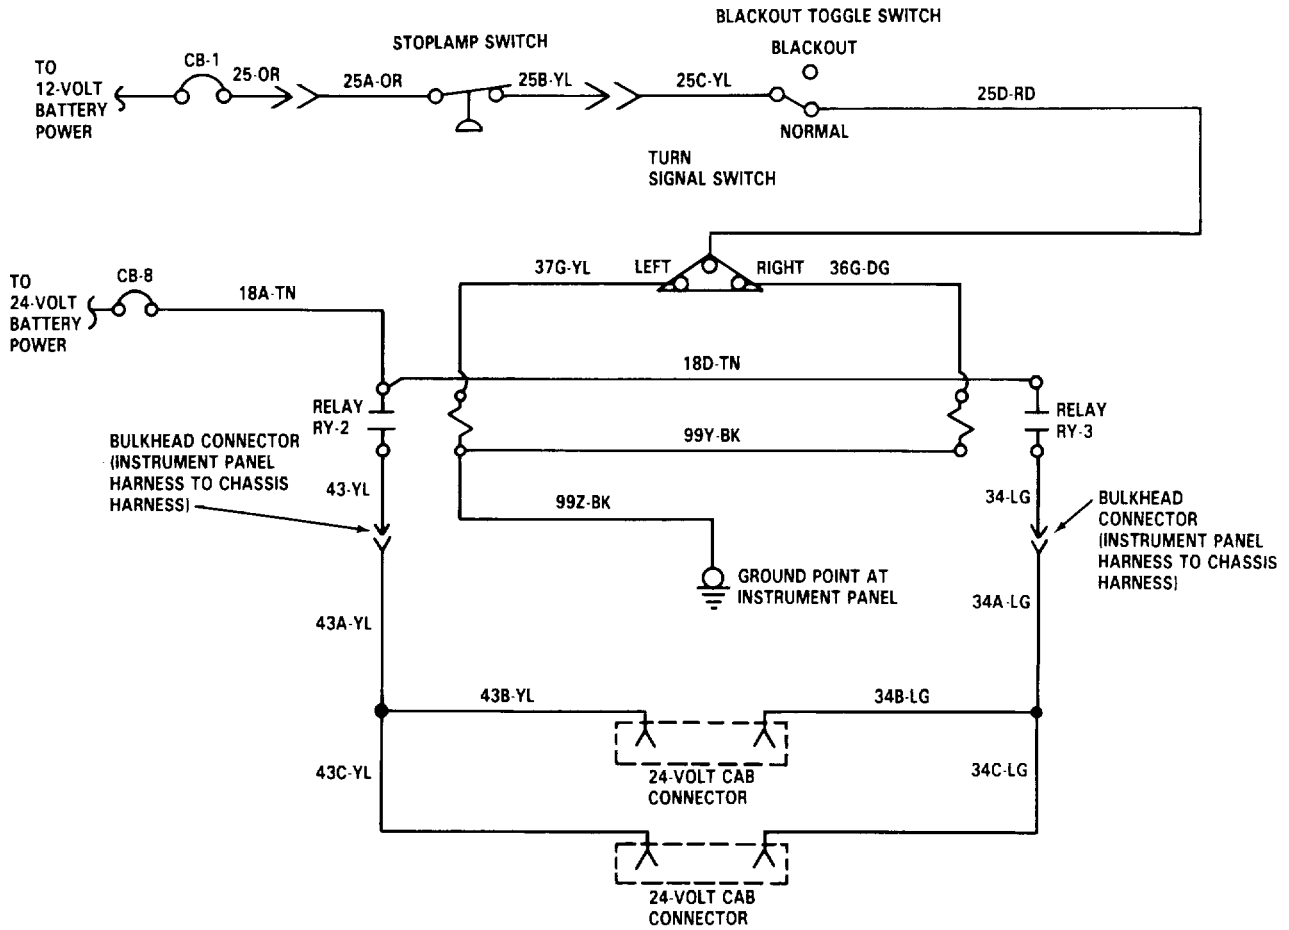 BLACKOUT TOGGLE SWITCH
STOPLAMP SWITCH
BLACKOUT
TO
12-VOLT
BATTERY
POWER
CB-1
25-OR
25A-OR
25B-YL
25C-YL
25D-RD
NORMAL
TURN
SIGNAL SWITCH
TO
24-VOLT
BATTERY
POWER
CB-8
18A-TN
37G-YL
LEFT
RIGHT
36G-DG
18D-TN
RELAY
RY-2
RELAY
RY-3
99Y-BK
BULKHEAD CONNECTOR
(INSTRUMENT PANEL
HARNESS TO CHASSIS
HARNESS)
43-YL
99Z-BK
34-LG
BULKHEAD
CONNECTOR
(INSTRUMENT PANEL
HARNESS TO CHASSIS
HARNESS)
GROUND POINT AT
INSTRUMENT PANEL
43A-YL
34A-LG
43B-YL
34B-LG
43C-YL
24-VOLT CAB
CONNECTOR
34C-LG
24-VOLT CAB
CONNECTOR